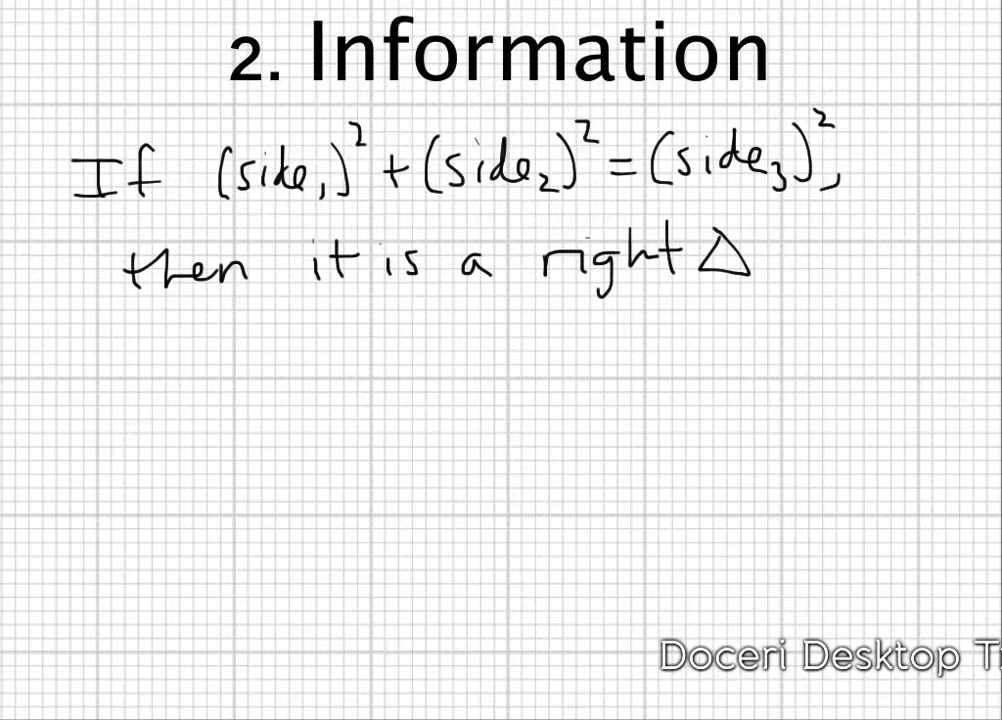 2. Information
If (side₁)² + (side₂)² = (side₃)²,
then it is a right △
Doceri Desktop T